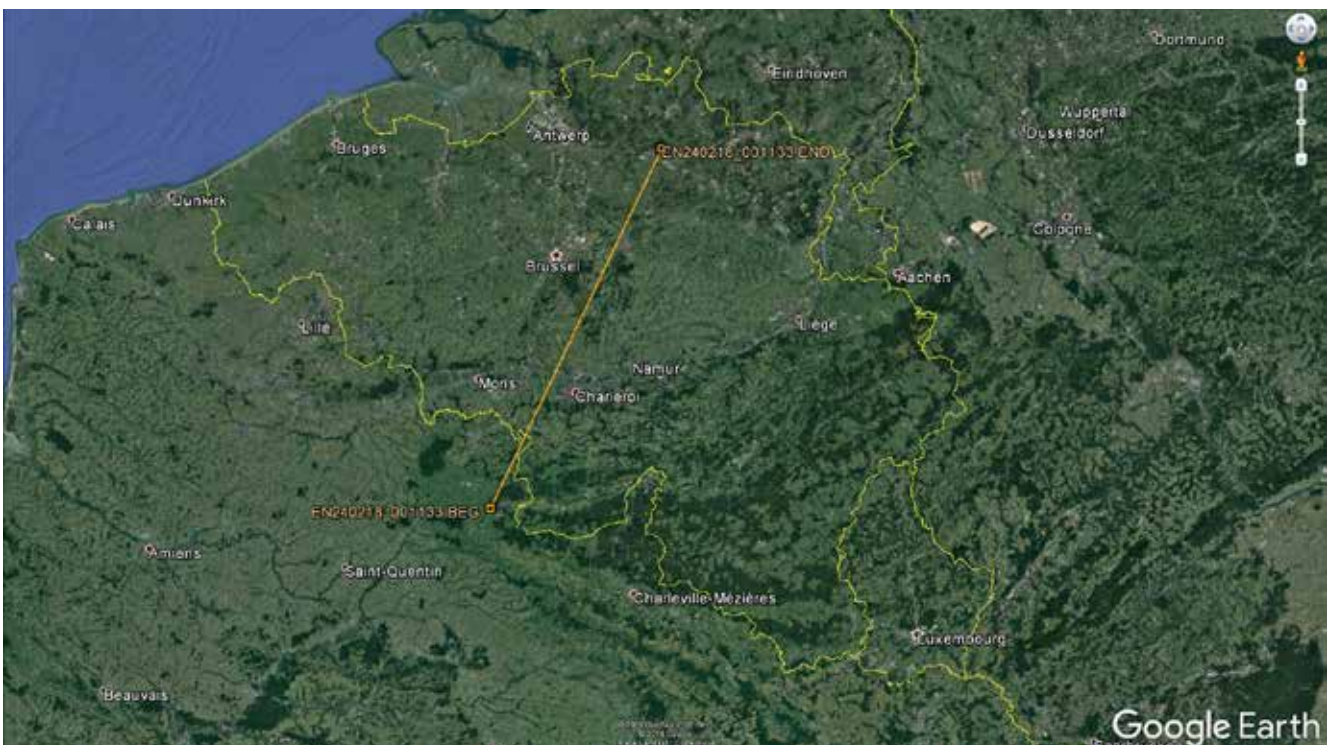 Dortmund
Eindhoven
Wupperta
Dusseldorf
Antwerp
Bruges
EN240218_001133 END
Dunkirk
Calais
Cologne
Brussel
Aachen
Lille
Liège
Namur
Mons
Charleroi
EN240218_001133 BEG
Amiens
Saint-Quentin
Charleville-Mézières
Luxembourg
Beauvais
Google Earth